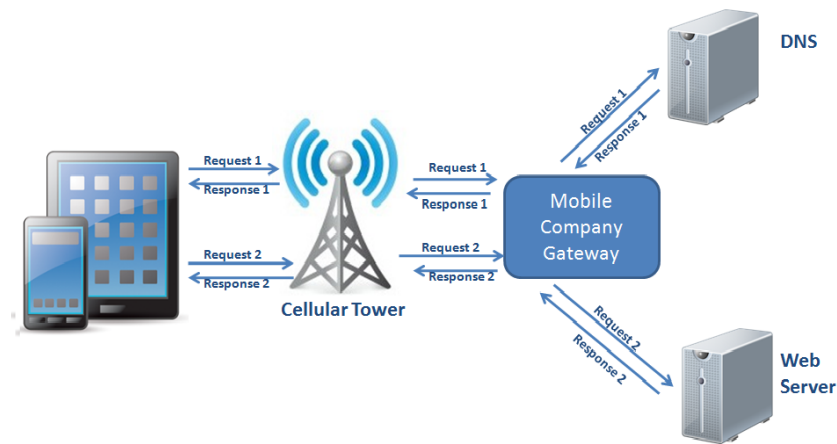 DNS
Request 1
Response 1
Request 1
Response 1
Request 1
Response 1
Mobile
Company
Gateway
Request 2
Response 2
Request 2
Response 2
Cellular Tower
Request 2
Response 2
Web
Server